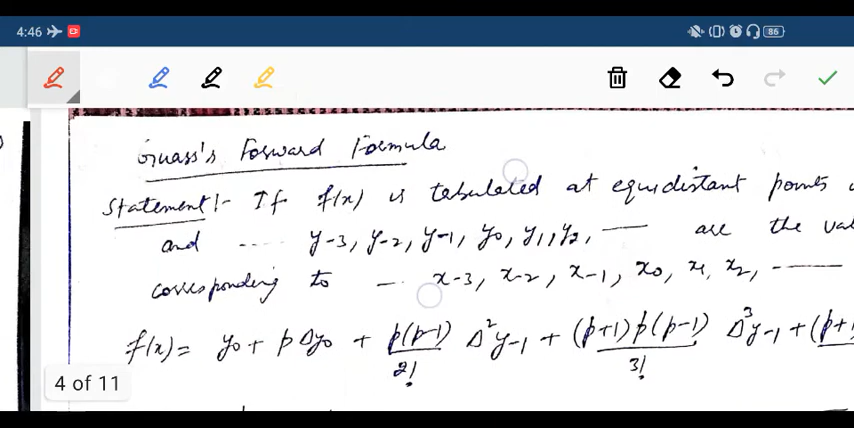 4:46 86
Guass's Forward Formula
Statement!- If f(x) is tabulated at equidistant points
and .... y-3, y-2, y-1, y0, y1, y2, —— are the
corresponding to — x-3, x-2, x-1, x0, x1, x2, ——
f(x) = y0 + pΔy0 + p(p-1)/2! Δ²y-1 + (p+1)p(p-1)/3! Δ³y-1 + (p+
4 of 11